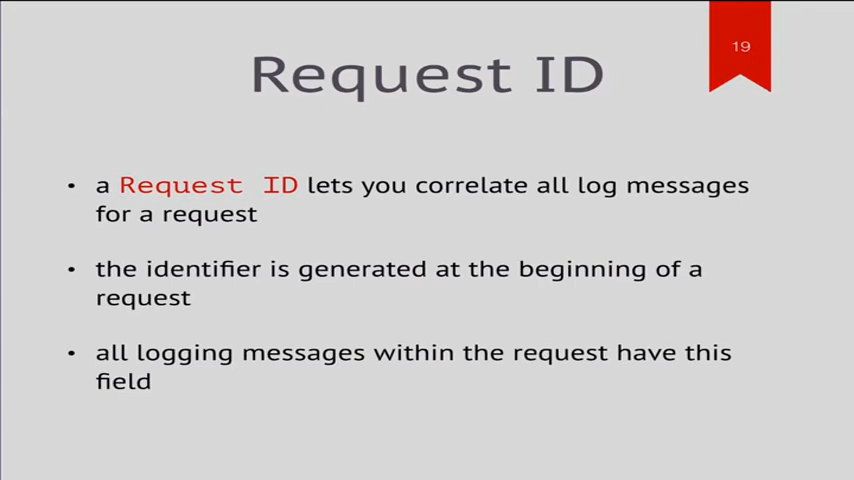 19
Request ID
• a Request ID lets you correlate all log messages
for a request
• the identifier is generated at the beginning of a
request
• all logging messages within the request have this
field